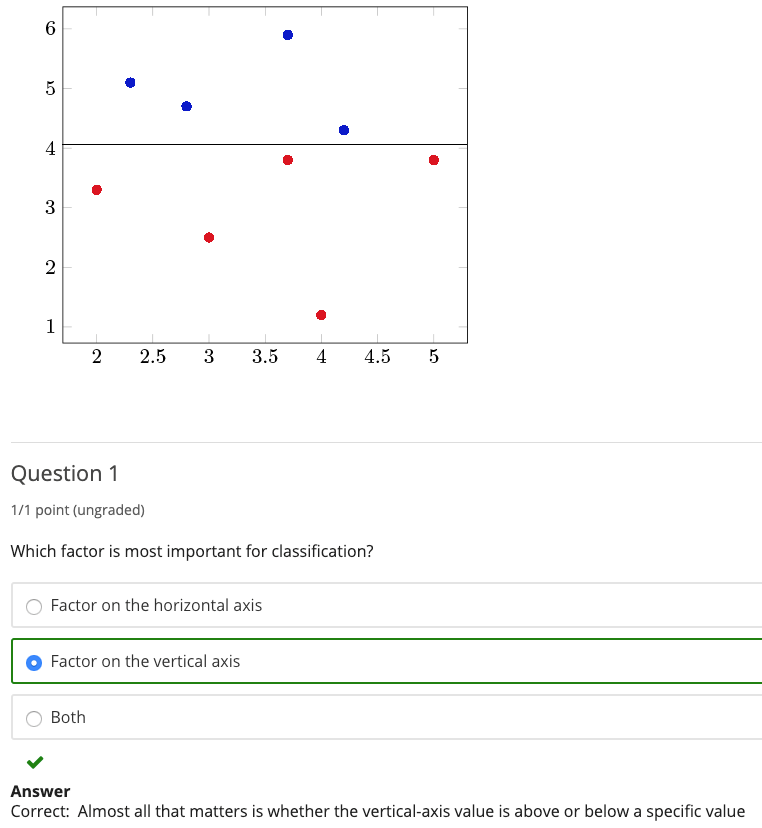 6
5
4
3
2
1
2 2.5 3 3.5 4 4.5 5
Question 1
1/1 point (ungraded)
Which factor is most important for classification?
Factor on the horizontal axis
Factor on the vertical axis
Both
Answer
Correct: Almost all that matters is whether the vertical-axis value is above or below a specific value